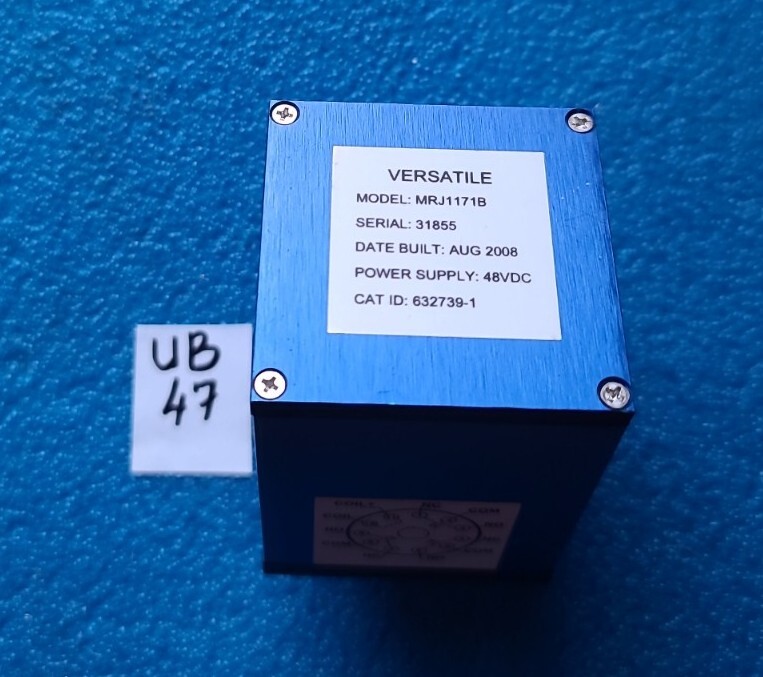 VERSATILE
MODEL: MRJ1171B
SERIAL: 31855
DATE BUILT: AUG 2008
POWER SUPPLY: 48VDC
CAT ID: 632739-1
UB
47